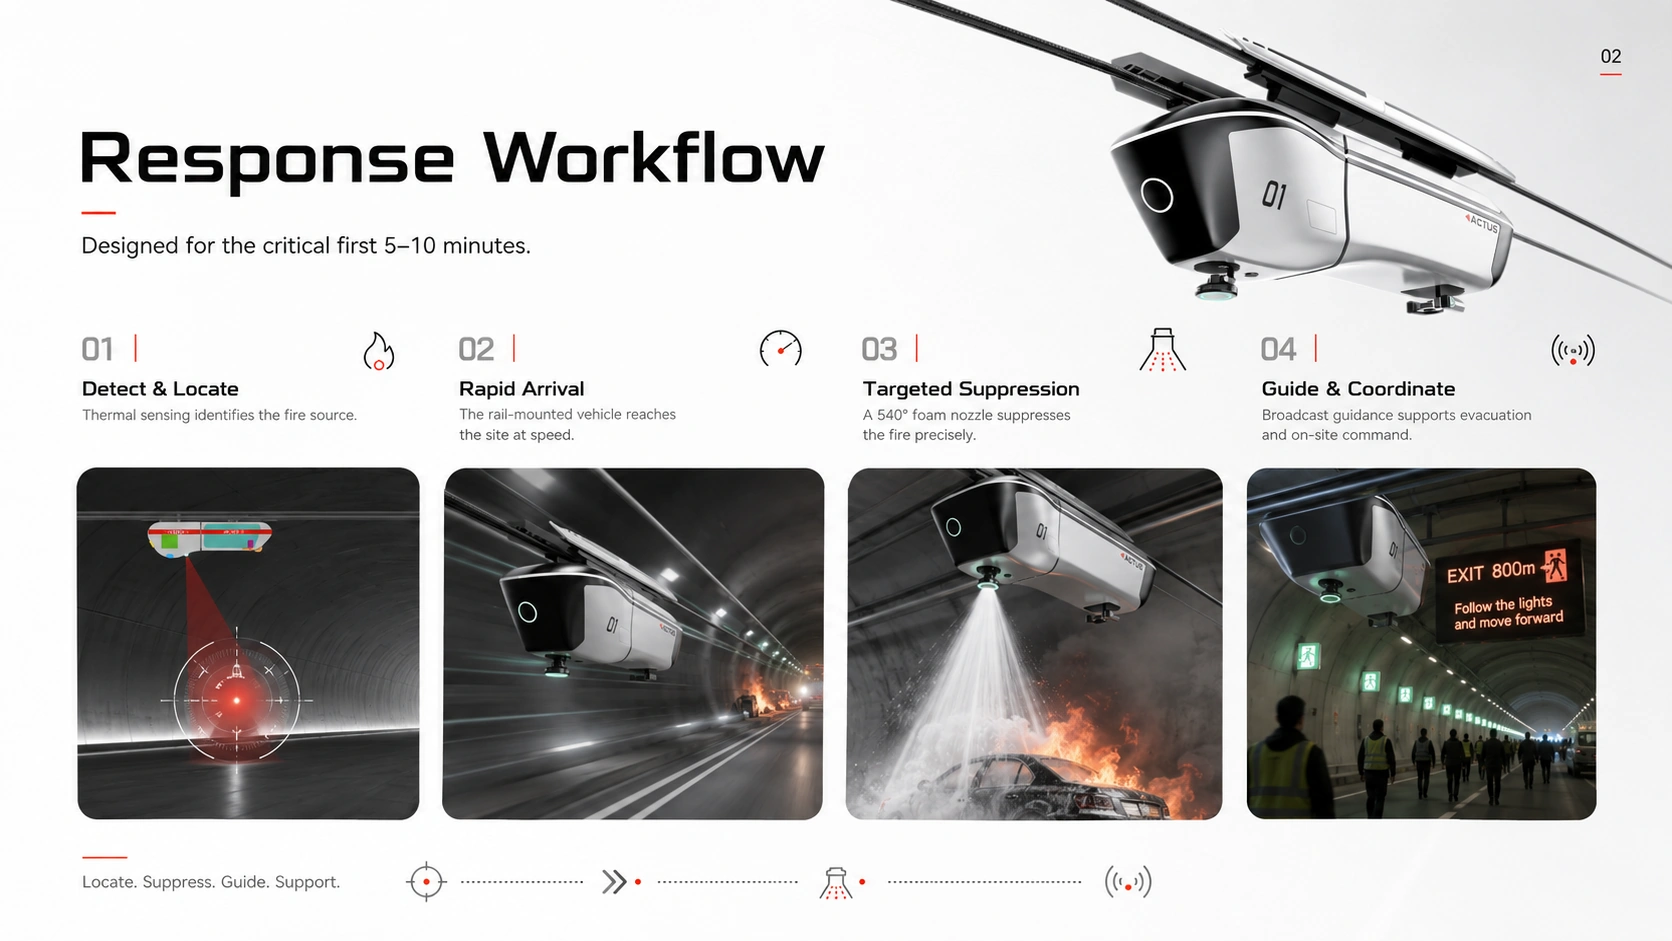 02
Response Workflow
Designed for the critical first 5–10 minutes.
01
ACTUS
01
Detect & Locate
Thermal sensing identifies the fire source.
02
Rapid Arrival
The rail-mounted vehicle reaches
the site at speed.
03
Targeted Suppression
A 540° foam nozzle suppresses
the fire precisely.
04
Guide & Coordinate
Broadcast guidance supports evacuation
and on-site command.
01
ACTUS
01
ACTUS
01
EXIT 800m
Follow the lights
and move forward
Locate. Suppress. Guide. Support.